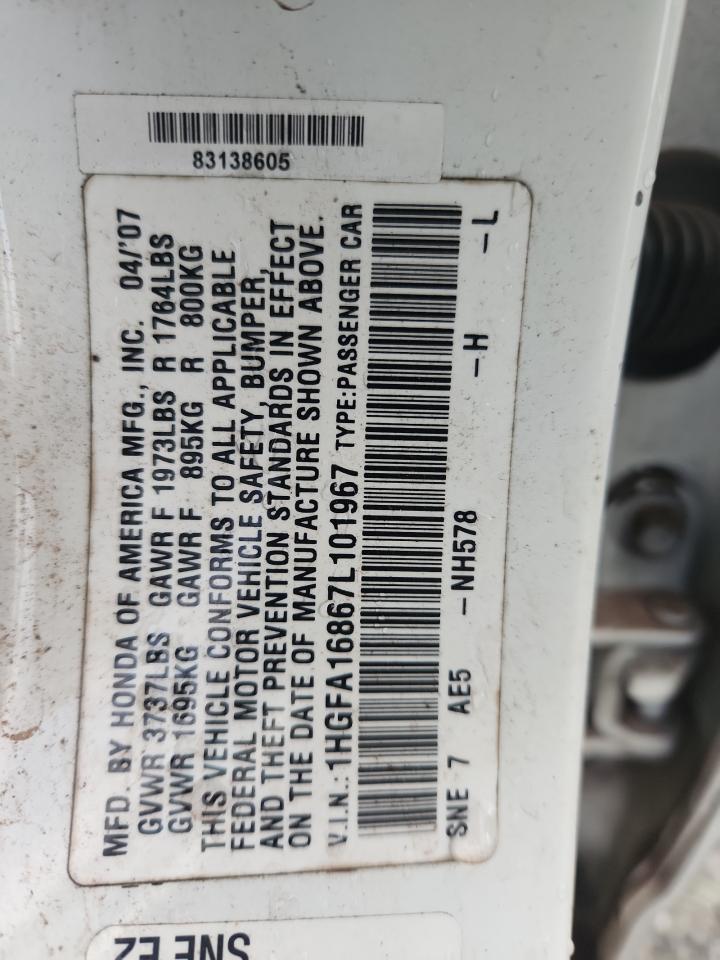 83138605
MFD. BY HONDA OF AMERICA MFG., INC. 04/'07
GVWR 3737LBS GAWR F 1973LBS R 1764LBS
GVWR 1695KG GAWR F 895KG R 800KG
THIS VEHICLE CONFORMS TO ALL APPLICABLE
FEDERAL MOTOR VEHICLE SAFETY, BUMPER,
AND THEFT PREVENTION STANDARDS IN EFFECT
ON THE DATE OF MANUFACTURE SHOWN ABOVE.
V.I.N.:1HGFA16867L101967 TYPE:PASSENGER CAR
SNE 7 AE5 -NH578 -H -L